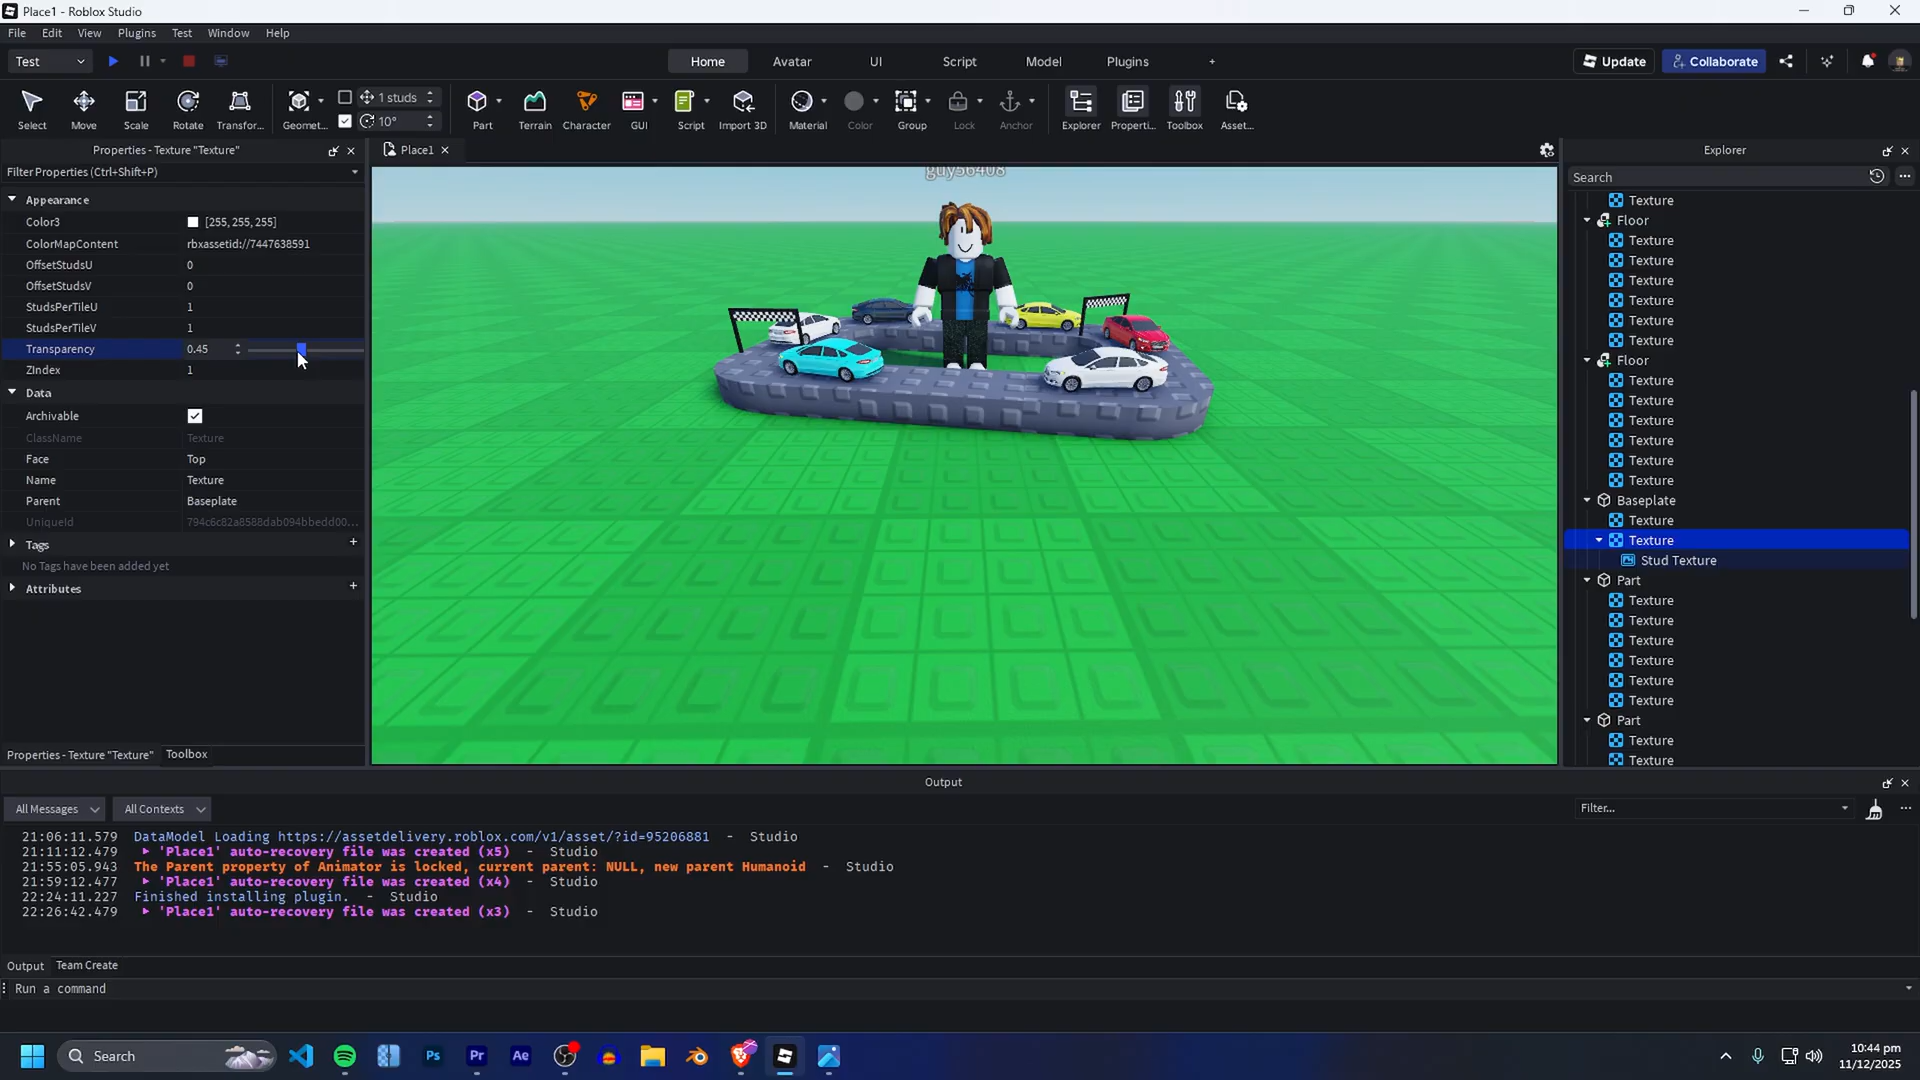 Place1 - Roblox Studio
File Edit View Plugins Test Window Help
Test Home Avatar UI Script Model Plugins + Update Collaborate
Select Move Scale Rotate Transfor... Geomet... 1 studs 10° Part Terrain Character GUI Script Import 3D Material Color Group Lock Anchor Explorer Properti... Toolbox Asset...
Properties - Texture "Texture"
Filter Properties (Ctrl+Shift+P)
Appearance
Color3 [255, 255, 255]
ColorMapContent rbxassetid://7447638591
OffsetStudsU 0
OffsetStudsV 0
StudsPerTileU 1
StudsPerTileV 1
Transparency 0.45
ZIndex 1
Data
Archivable
ClassName Texture
Face Top
Name Texture
Parent Baseplate
UniqueId 794c6c82a8588dab094bbedd00...
Tags +
No Tags have been added yet
Attributes +
Properties - Texture "Texture" Toolbox
Place1
guy56408
Explorer
Search
Texture
Floor
Texture
Texture
Texture
Texture
Texture
Texture
Floor
Texture
Texture
Texture
Texture
Texture
Texture
Baseplate
Texture
Texture
Stud Texture
Part
Texture
Texture
Texture
Texture
Texture
Texture
Part
Texture
Texture
Output
All Messages All Contexts Filter...
21:06:11.579 DataModel Loading https://assetdelivery.roblox.com/v1/asset/?id=95206881 - Studio
21:11:12.479 'Place1' auto-recovery file was created (x5) - Studio
21:55:05.943 The Parent property of Animator is locked, current parent: NULL, new parent Humanoid - Studio
21:59:12.477 'Place1' auto-recovery file was created (x4) - Studio
22:24:11.227 Finished installing plugin. - Studio
22:26:42.479 'Place1' auto-recovery file was created (x3) - Studio
Output Team Create
Run a command
Search Ps Pr Ae 10:44 pm
11/12/2025